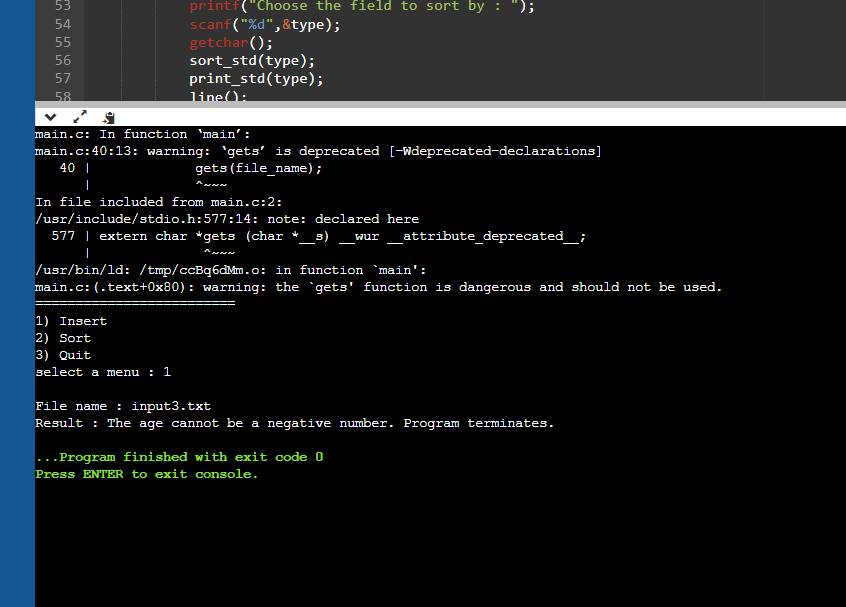 53 printf("Choose the field to sort by : ");
54 scanf("%d",&type);
55 getchar();
56 sort_std(type);
57 print_std(type);
58 line();
main.c: In function ‘main’:
main.c:40:13: warning: ‘gets’ is deprecated [-Wdeprecated-declarations]
40 | gets(file_name);
| ^~~~
In file included from main.c:2:
/usr/include/stdio.h:577:14: note: declared here
577 | extern char *gets (char *__s) __wur __attribute_deprecated__;
| ^~~~
/usr/bin/ld: /tmp/ccBq6dMm.o: in function `main':
main.c:(.text+0x80): warning: the `gets' function is dangerous and should not be used.
=========================
1) Insert
2) Sort
3) Quit
select a menu : 1
File name : input3.txt
Result : The age cannot be a negative number. Program terminates.
...Program finished with exit code 0
Press ENTER to exit console.